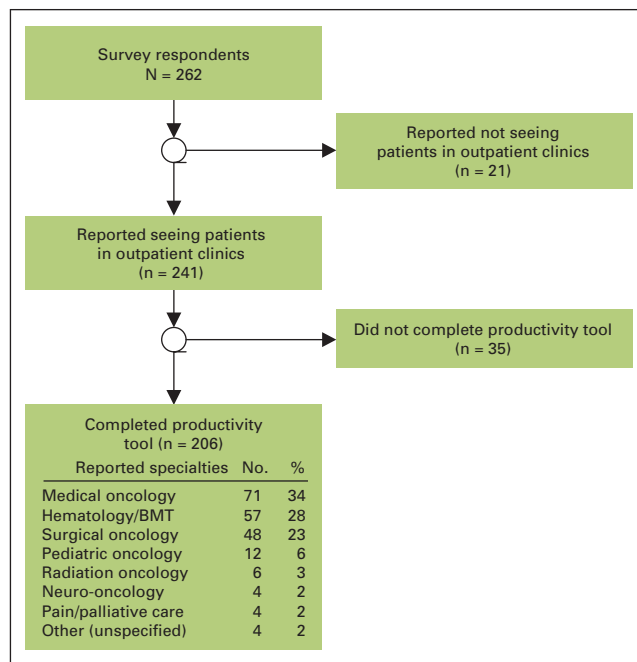 Survey respondents
N = 262
Reported not seeing
patients in outpatient clinics
(n = 21)
Reported seeing patients
in outpatient clinics
(n = 241)
Did not complete productivity tool
(n = 35)
Completed productivity
tool (n = 206)
Reported specialties No. %
Medical oncology 71 34
Hematology/BMT 57 28
Surgical oncology 48 23
Pediatric oncology 12 6
Radiation oncology 6 3
Neuro-oncology 4 2
Pain/palliative care 4 2
Other (unspecified) 4 2